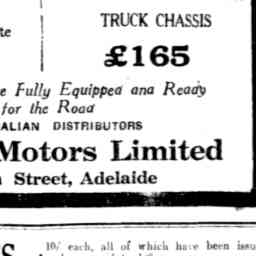 TRUCK CHASSIS
te
£165
e Fully Equipped and Ready
for the Road
ALIAN DISTRIBUTORS
Motors Limited
Street, Adelaide
10/ each, all of which have been issu